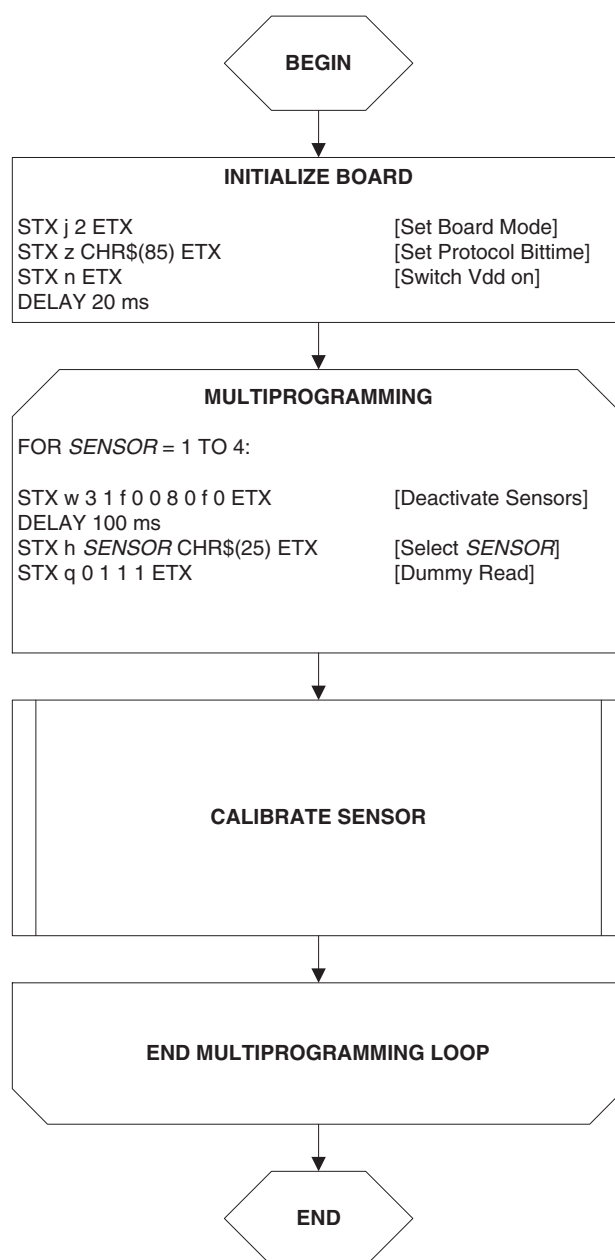 BEGIN
INITIALIZE BOARD
STX j 2 ETX [Set Board Mode]
STX z CHR$(85) ETX [Set Protocol Bittime]
STX n ETX [Switch Vdd on]
DELAY 20 ms
MULTIPROGRAMMING
FOR SENSOR = 1 TO 4:
STX w 3 1 f 0 0 8 0 f 0 ETX [Deactivate Sensors]
DELAY 100 ms
STX h SENSOR CHR$(25) ETX [Select SENSOR]
STX q 0 1 1 1 ETX [Dummy Read]
CALIBRATE SENSOR
END MULTIPROGRAMMING LOOP
END